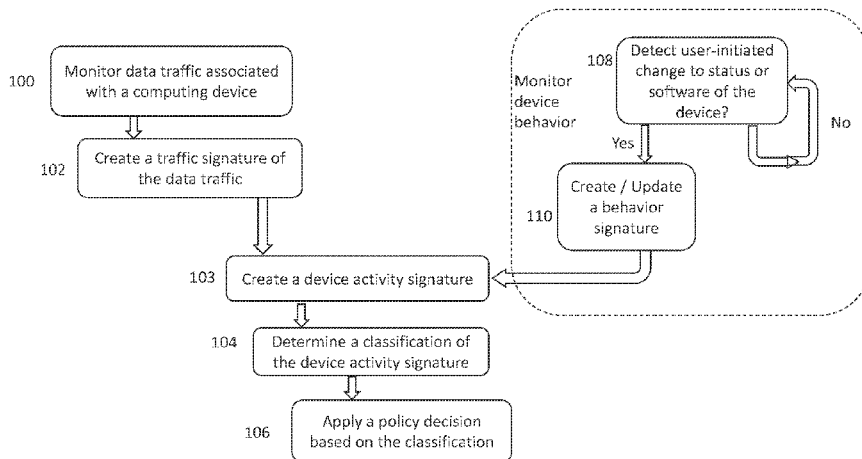 100
Monitor data traffic associated
with a computing device
102
Create a traffic signature of
the data traffic
103
Create a device activity signature
104
Determine a classification of
the device activity signature
106
Apply a policy decision
based on the classification
Monitor
device
behavior
108
Detect user-initiated
change to status or
software of the
device?
No
Yes
110
Create / Update
a behavior
signature